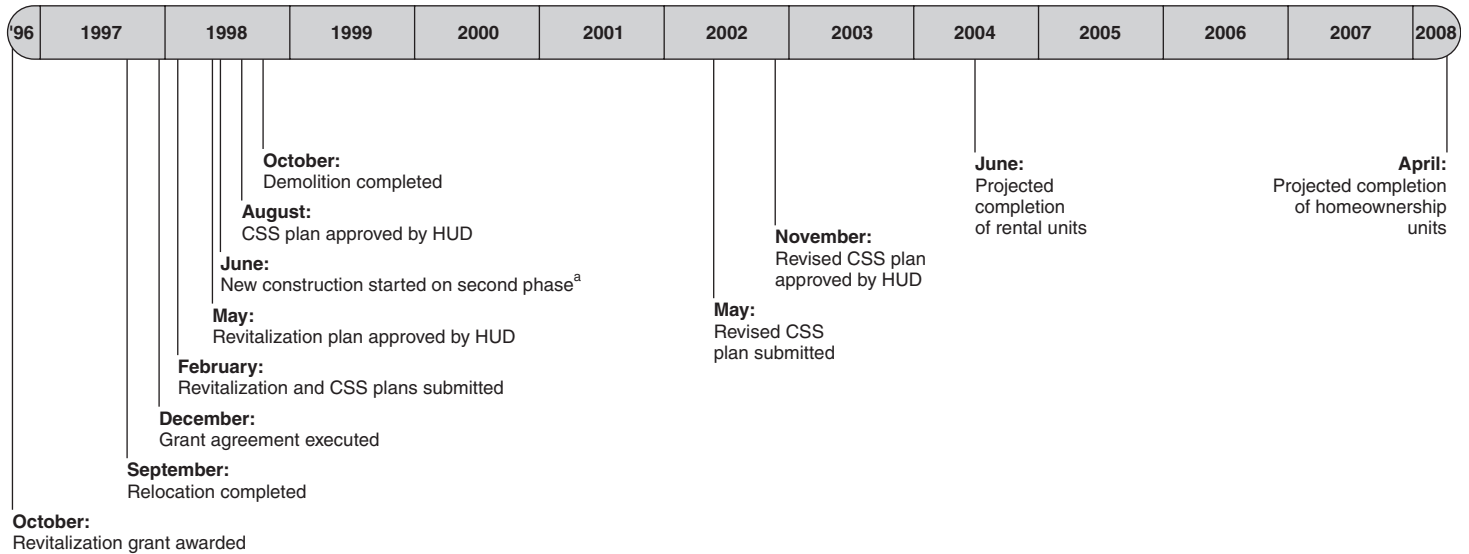 '96 1997 1998 1999 2000 2001 2002 2003 2004 2005 2006 2007 2008
October:
Demolition completed
August:
CSS plan approved by HUD
June:
New construction started on second phase^a
May:
Revitalization plan approved by HUD
February:
Revitalization and CSS plans submitted
December:
Grant agreement executed
September:
Relocation completed
October:
Revitalization grant awarded
November:
Revised CSS plan
approved by HUD
May:
Revised CSS
plan submitted
June:
Projected
completion
of rental units
April:
Projected completion
of homeownership
units